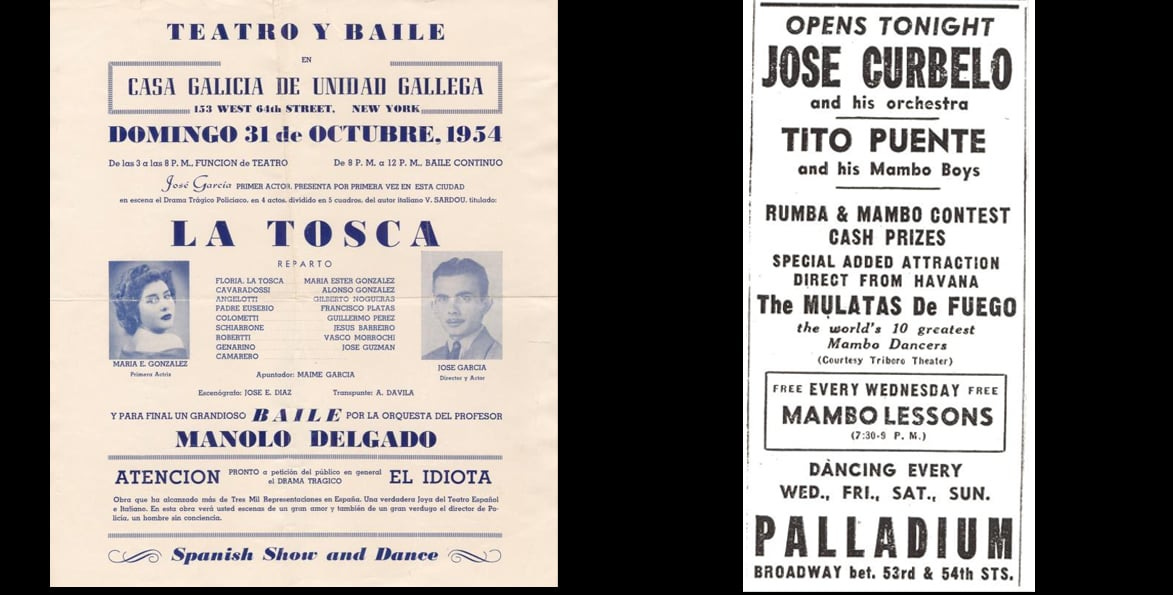 TEATRO Y BAILE
EN
CASA GALICIA DE UNIDAD GALLEGA
153 WEST 64th STREET, NEW YORK
DOMINGO 31 de OCTUBRE, 1954
De las 3 a las 8 P. M., FUNCION de TEATRO De 8 P. M. a 12 P. M., BAILE CONTINUO
José García PRIMER ACTOR, PRESENTA POR PRIMERA VEZ EN ESTA CIUDAD
en escena el Drama Trágico Policiaco, en 4 actos, dividido en 5 cuadros, del autor italiano V. SARDOU, titulado:
LA TOSCA
REPARTO
FLORIA, LA TOSCA MARIA ESTER GONZALEZ
CAVARADOSSI ALONSO GONZALEZ
ANGELOTTI GILBERTO NOGUERAS
PADRE EUSEBIO FRANCISCO PLATAS
COLOMETTI GUILLERMO PEREZ
SCHIARRONE JESUS BARREIRO
ROBERTTI VASCO MORROCHI
GENARINO JOSE GUZMAN
CAMARERO
MARIA E. GONZALEZ
Primera Actriz
JOSE GARCIA
Director y Actor
Apuntador: MAIME GARCIA
Escenógrafo: JOSE E. DIAZ Transpunte: A. DAVILA
Y PARA FINAL UN GRANDIOSO BAILE POR LA ORQUESTA DEL PROFESOR
MANOLO DELGADO
ATENCION PRONTO a petición del público en general
el DRAMA TRAGICO EL IDIOTA
Obra que ha alcanzado más de Tres Mil Representaciones en España. Una verdadera Joya del Teatro Español
e Italiano. En esta obra verá usted escenas de un gran amor y también de un gran verdugo el director de Po-
licia, un hombre sin conciencia.
Spanish Show and Dance
OPENS TONIGHT
JOSE CURBELO
and his orchestra
TITO PUENTE
and his Mambo Boys
RUMBA & MAMBO CONTEST
CASH PRIZES
SPECIAL ADDED ATTRACTION
DIRECT FROM HAVANA
The MULATAS De FUEGO
the world's 10 greatest
Mambo Dancers
(Courtesy Triboro Theater)
FREE EVERY WEDNESDAY FREE
MAMBO LESSONS
(7:30-9 P. M.)
DANCING EVERY
WED., FRI., SAT., SUN.
PALLADIUM
BROADWAY bet. 53rd & 54th STS.